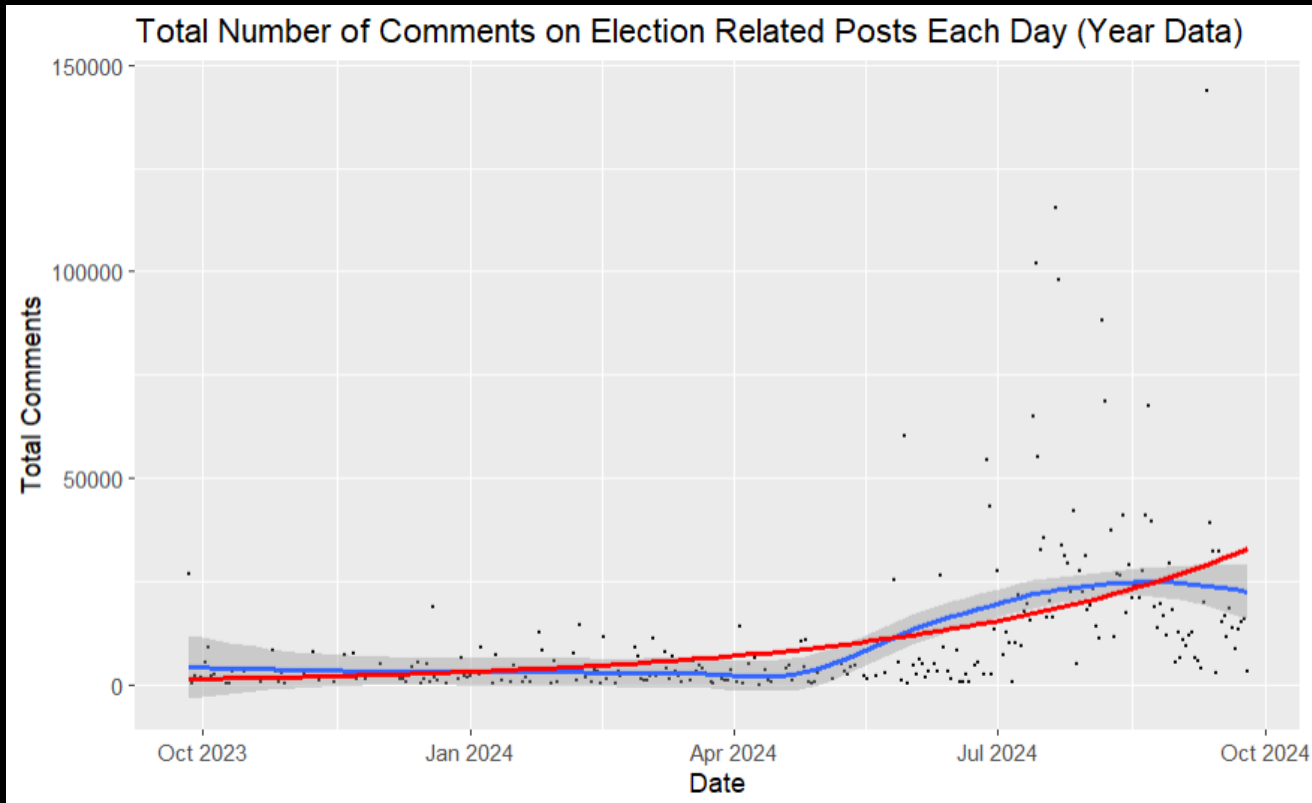 Total Number of Comments on Election Related Posts Each Day (Year Data)
150000
100000
50000
0
Total Comments
Oct 2023
Jan 2024
Apr 2024
Jul 2024
Oct 2024
Date